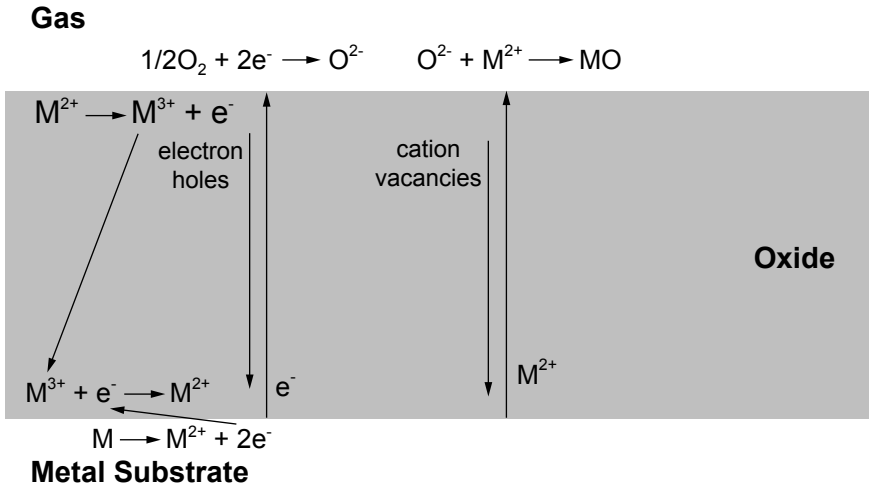 Gas
1/2O₂ + 2e⁻ → O²⁻
O²⁻ + M²⁺ → MO
M²⁺ → M³⁺ + e⁻
electron
holes
cation
vacancies
Oxide
M³⁺ + e⁻ → M²⁺
e⁻
M²⁺
M → M²⁺ + 2e⁻
Metal Substrate